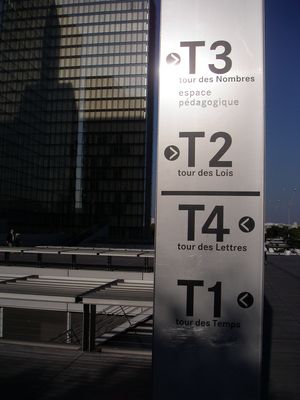 T3
tour des Nombres
espace
pédagogique
T2
tour des Lois
T4
tour des Lettres
T1
tour des Temps